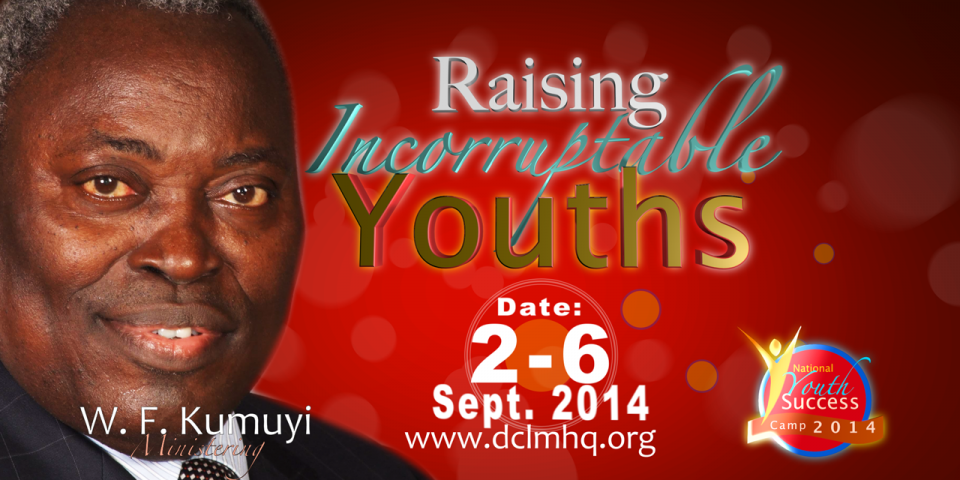 Raising
Incorruptable
Youths
Date:
2-6
Sept. 2014
www.dclmhq.org
W. F. Kumuyi
Ministering
National
Youth
Success
Camp 2014